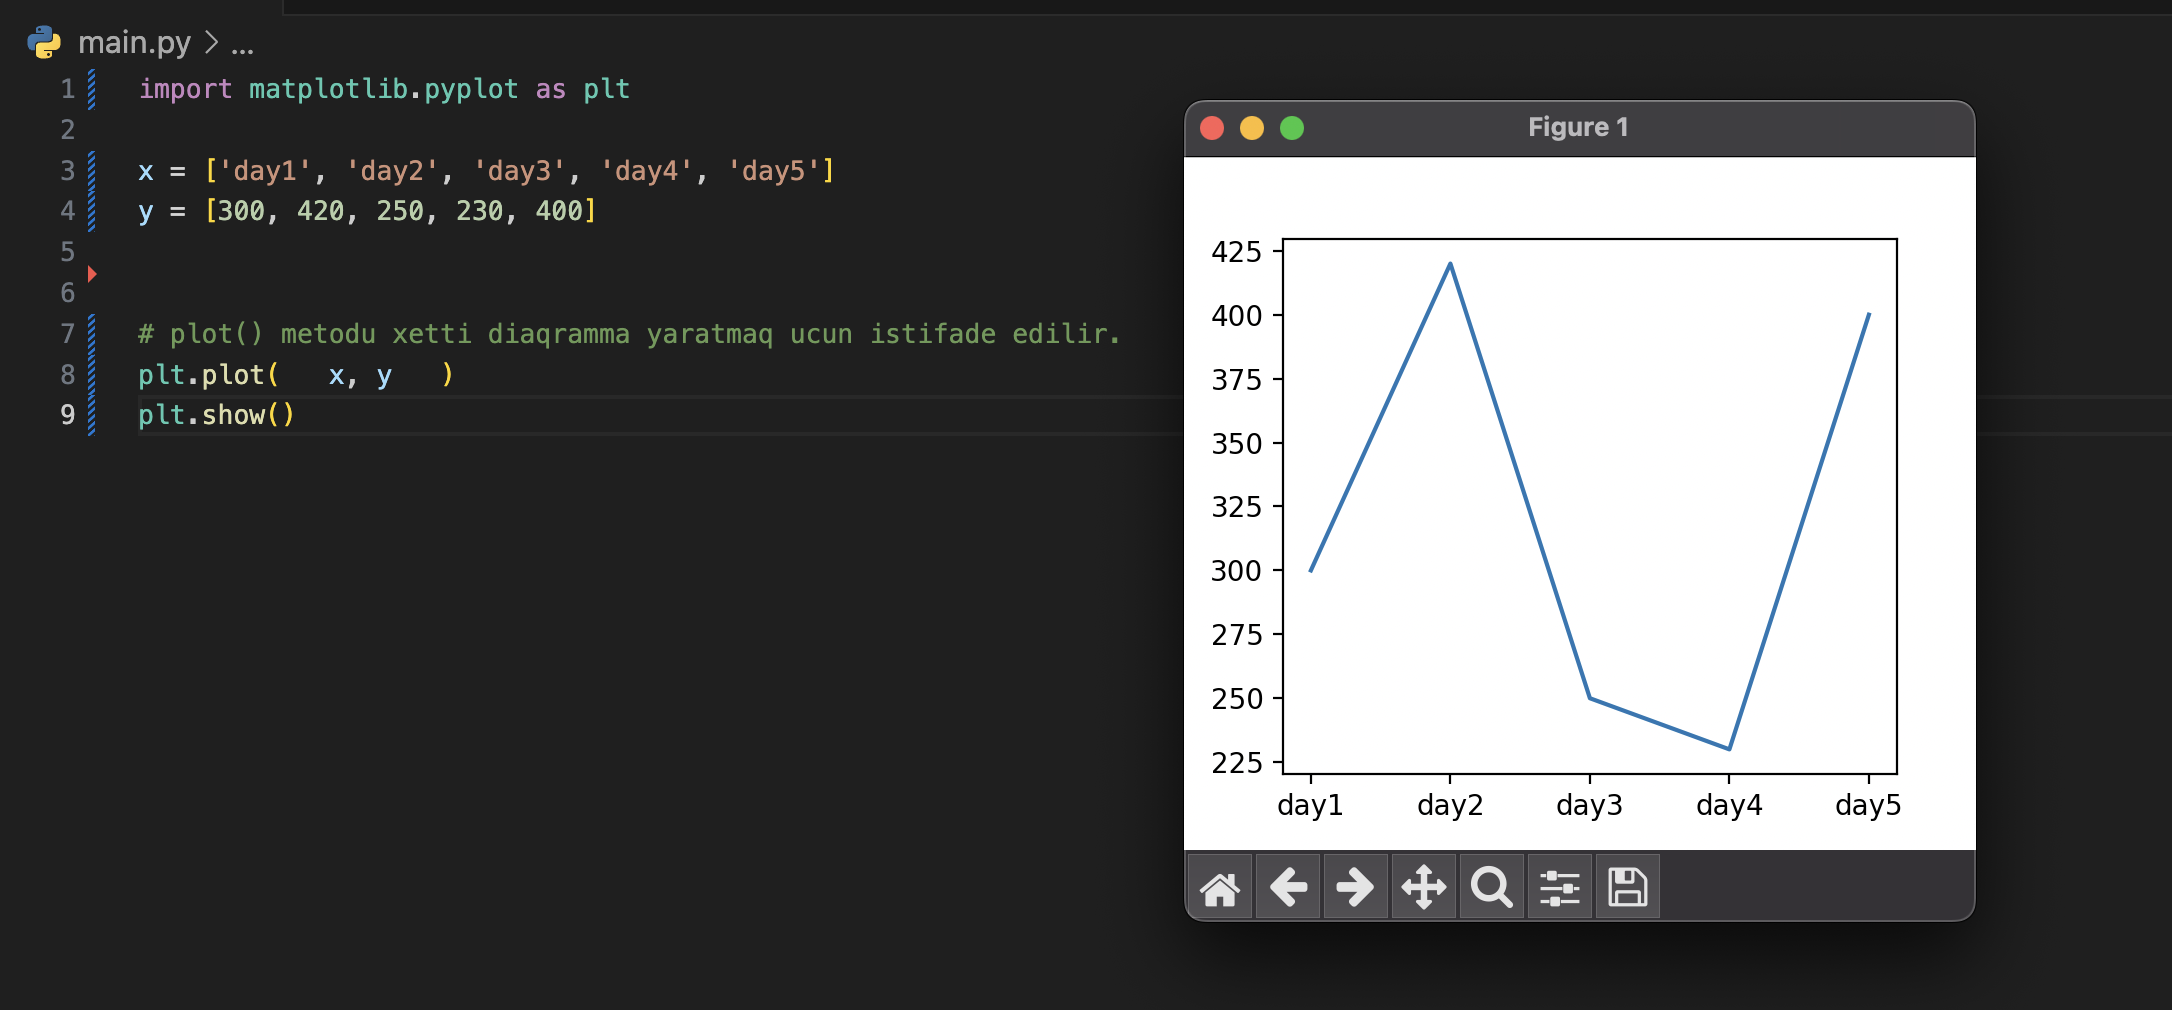 main.py > ...
1 import matplotlib.pyplot as plt
2
3 x = ['day1', 'day2', 'day3', 'day4', 'day5']
4 y = [300, 420, 250, 230, 400]
5
6
7 # plot() metodu xetti diaqramma yaratmaq ucun istifade edilir.
8 plt.plot(   x, y   )
9 plt.show()
Figure 1
425
400
375
350
325
300
275
250
225
day1 day2 day3 day4 day5